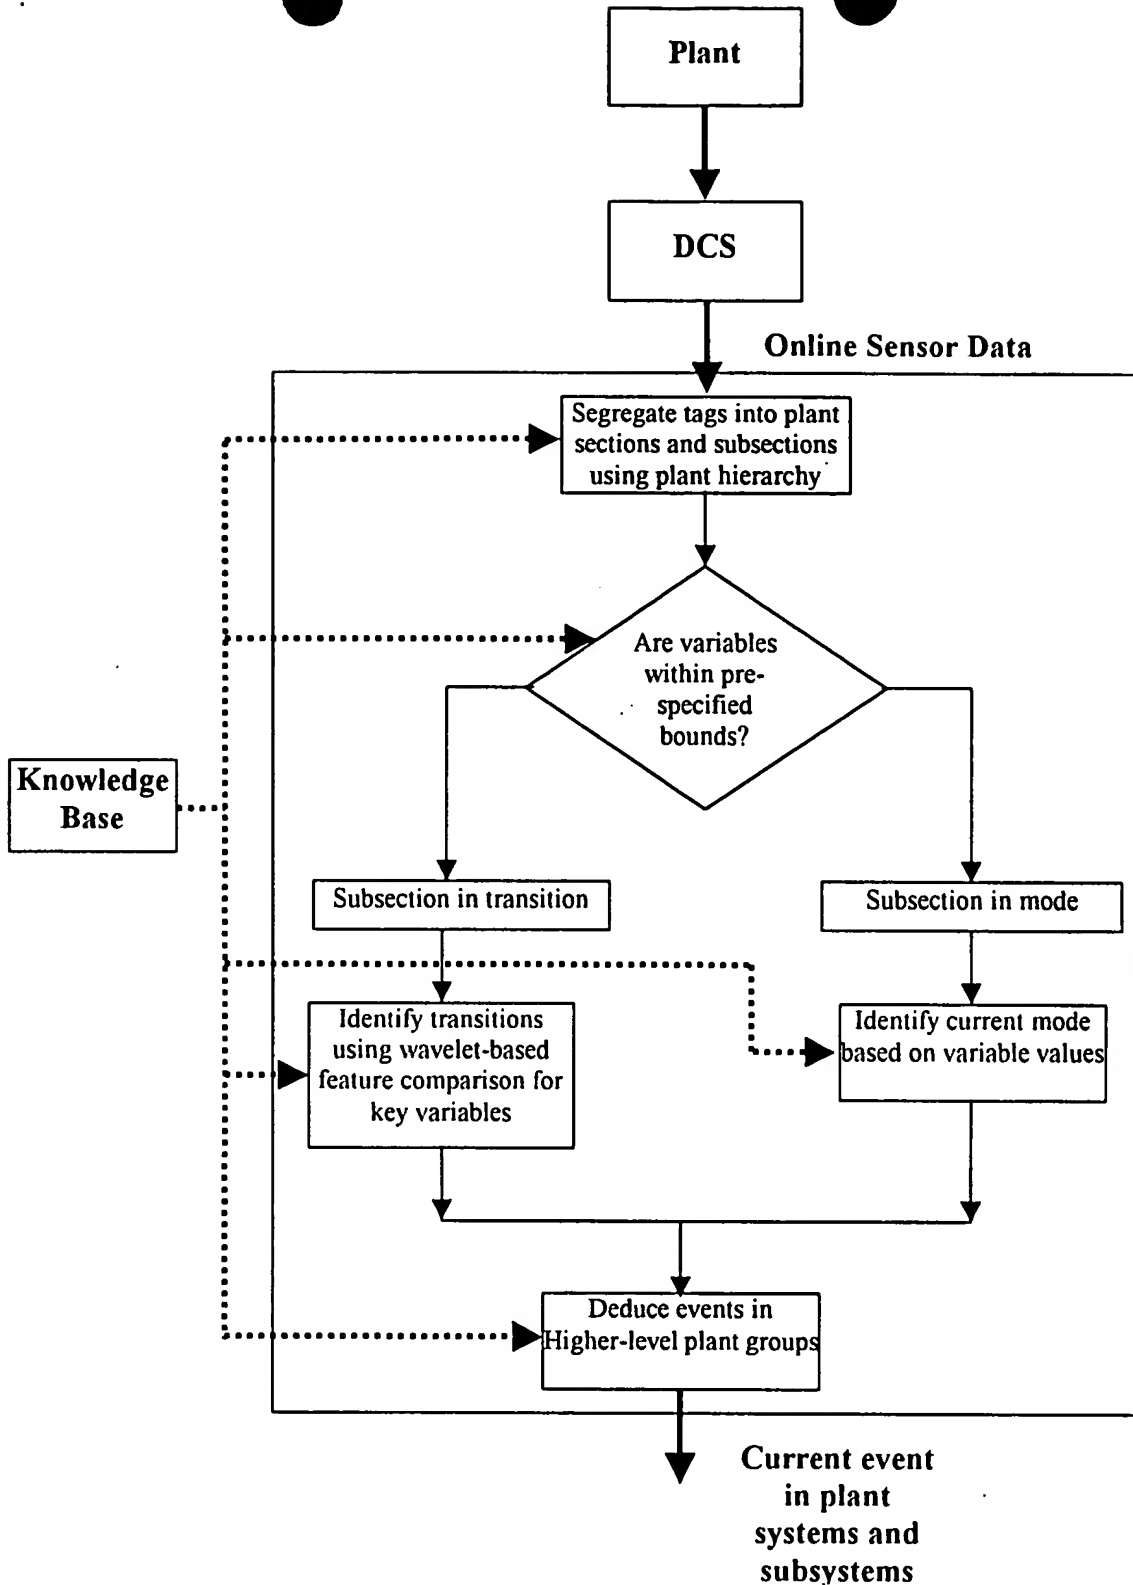 Plant
DCS
Online Sensor Data
Segregate tags into plant
sections and subsections
using plant hierarchy
Are variables
within pre-
specified
bounds?
Knowledge
Base
Subsection in transition
Subsection in mode
Identify transitions
using wavelet-based
feature comparison for
key variables
Identify current mode
based on variable values
Deduce events in
Higher-level plant groups
Current event
in plant
systems and
subsystems